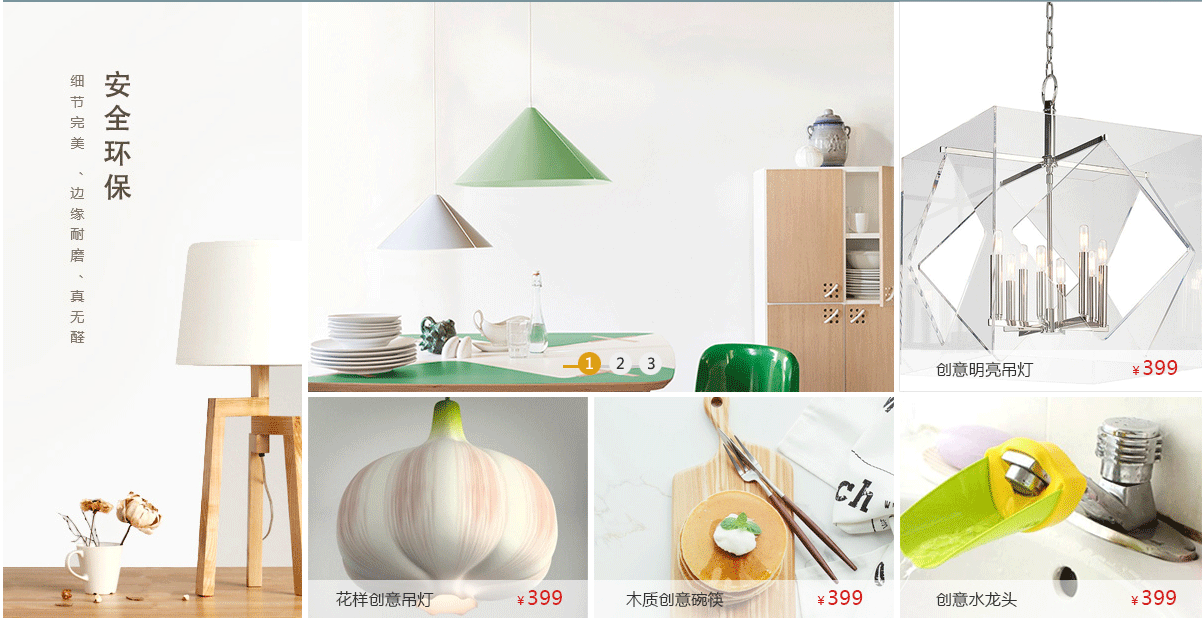 安全环保
细节完美、边缘耐磨、真无醛
1 2 3
创意明亮吊灯 ¥399
花样创意吊灯 ¥399
木质创意碗筷 ¥399
ch
创意水龙头 ¥399